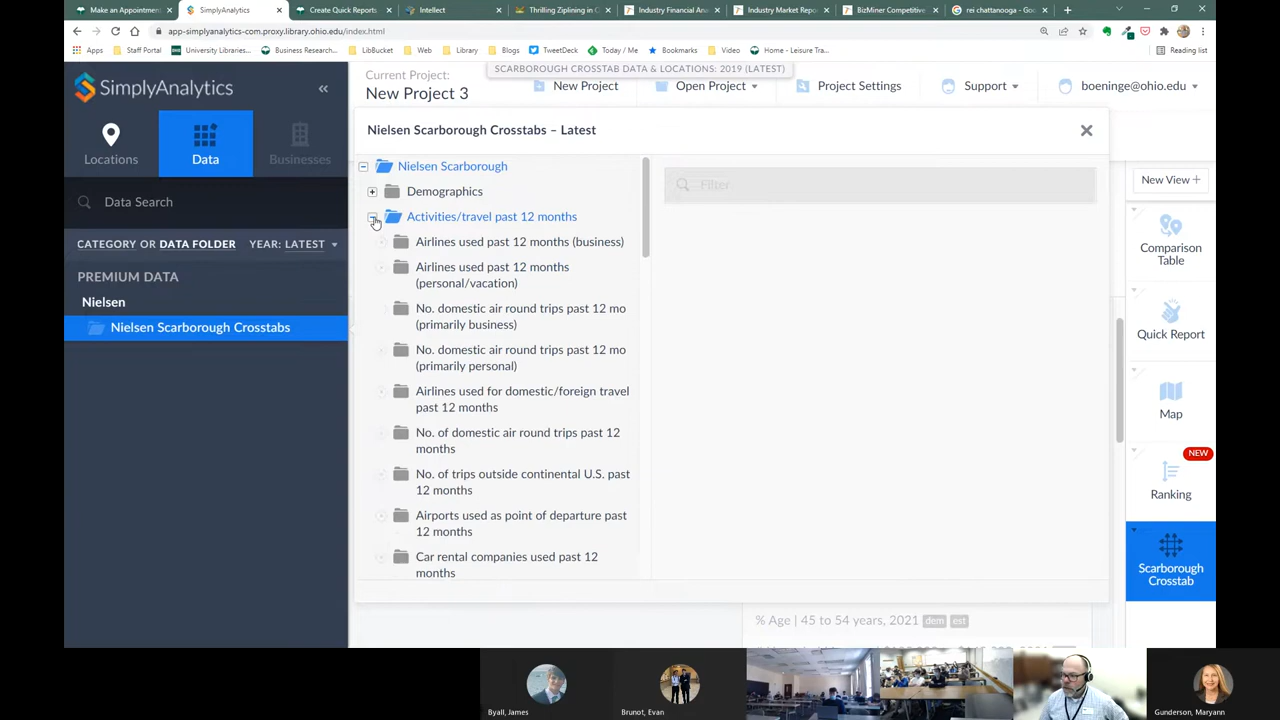 Make an Appointment
SimplyAnalytics
Create Quick Reports
Intellect
Thrilling Ziplining in C
Industry Financial Ana
Industry Market Repor
BizMiner Competitive
rei chattanooga - Goo
app-simplyanalytics-com.proxy.library.ohio.edu/index.html
Apps
Staff Portal
University Libraries...
Business Research...
LibBucket
Web
Library
Blogs
TweetDeck
Today / Me
Bookmarks
Video
Home – Leisure Tra...
Reading list
SCARBOROUGH CROSSTAB DATA & LOCATIONS: 2019 (LATEST)
SimplyAnalytics
«
Current Project:
New Project 3
New Project
Open Project
Project Settings
Support
boeninge@ohio.edu
Locations
Data
Businesses
Data Search
CATEGORY OR DATA FOLDER
YEAR: LATEST
PREMIUM DATA
Nielsen
Nielsen Scarborough Crosstabs
Nielsen Scarborough Crosstabs – Latest
Nielsen Scarborough
Demographics
Activities/travel past 12 months
Airlines used past 12 months (business)
Airlines used past 12 months
(personal/vacation)
No. domestic air round trips past 12 mo
(primarily business)
No. domestic air round trips past 12 mo
(primarily personal)
Airlines used for domestic/foreign travel
past 12 months
No. of domestic air round trips past 12
months
No. of trips outside continental U.S. past
12 months
Airports used as point of departure past
12 months
Car rental companies used past 12
months
Filter
% Age | 45 to 54 years, 2021 dem est
New View +
Comparison
Table
Quick Report
Map
NEW
Ranking
Scarborough
Crosstab
Byall, James
Brunot, Evan
Gunderson, Maryann